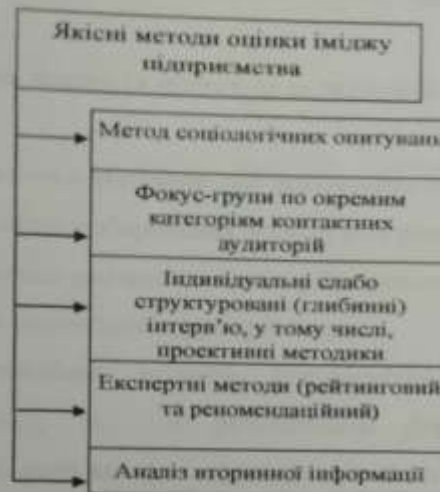 Якісні методи оцінки іміджу
підприємства
Метод соціологічних опитувань
Фокус-групи по окремим
категоріям контактних
аудиторій
Індивідуальні слабо
структуровані (глибинні)
інтерв’ю, у тому числі,
проективні методики
Експертні методи (рейтинговий
та рекомендаційний)
Аналіз вторинної інформації